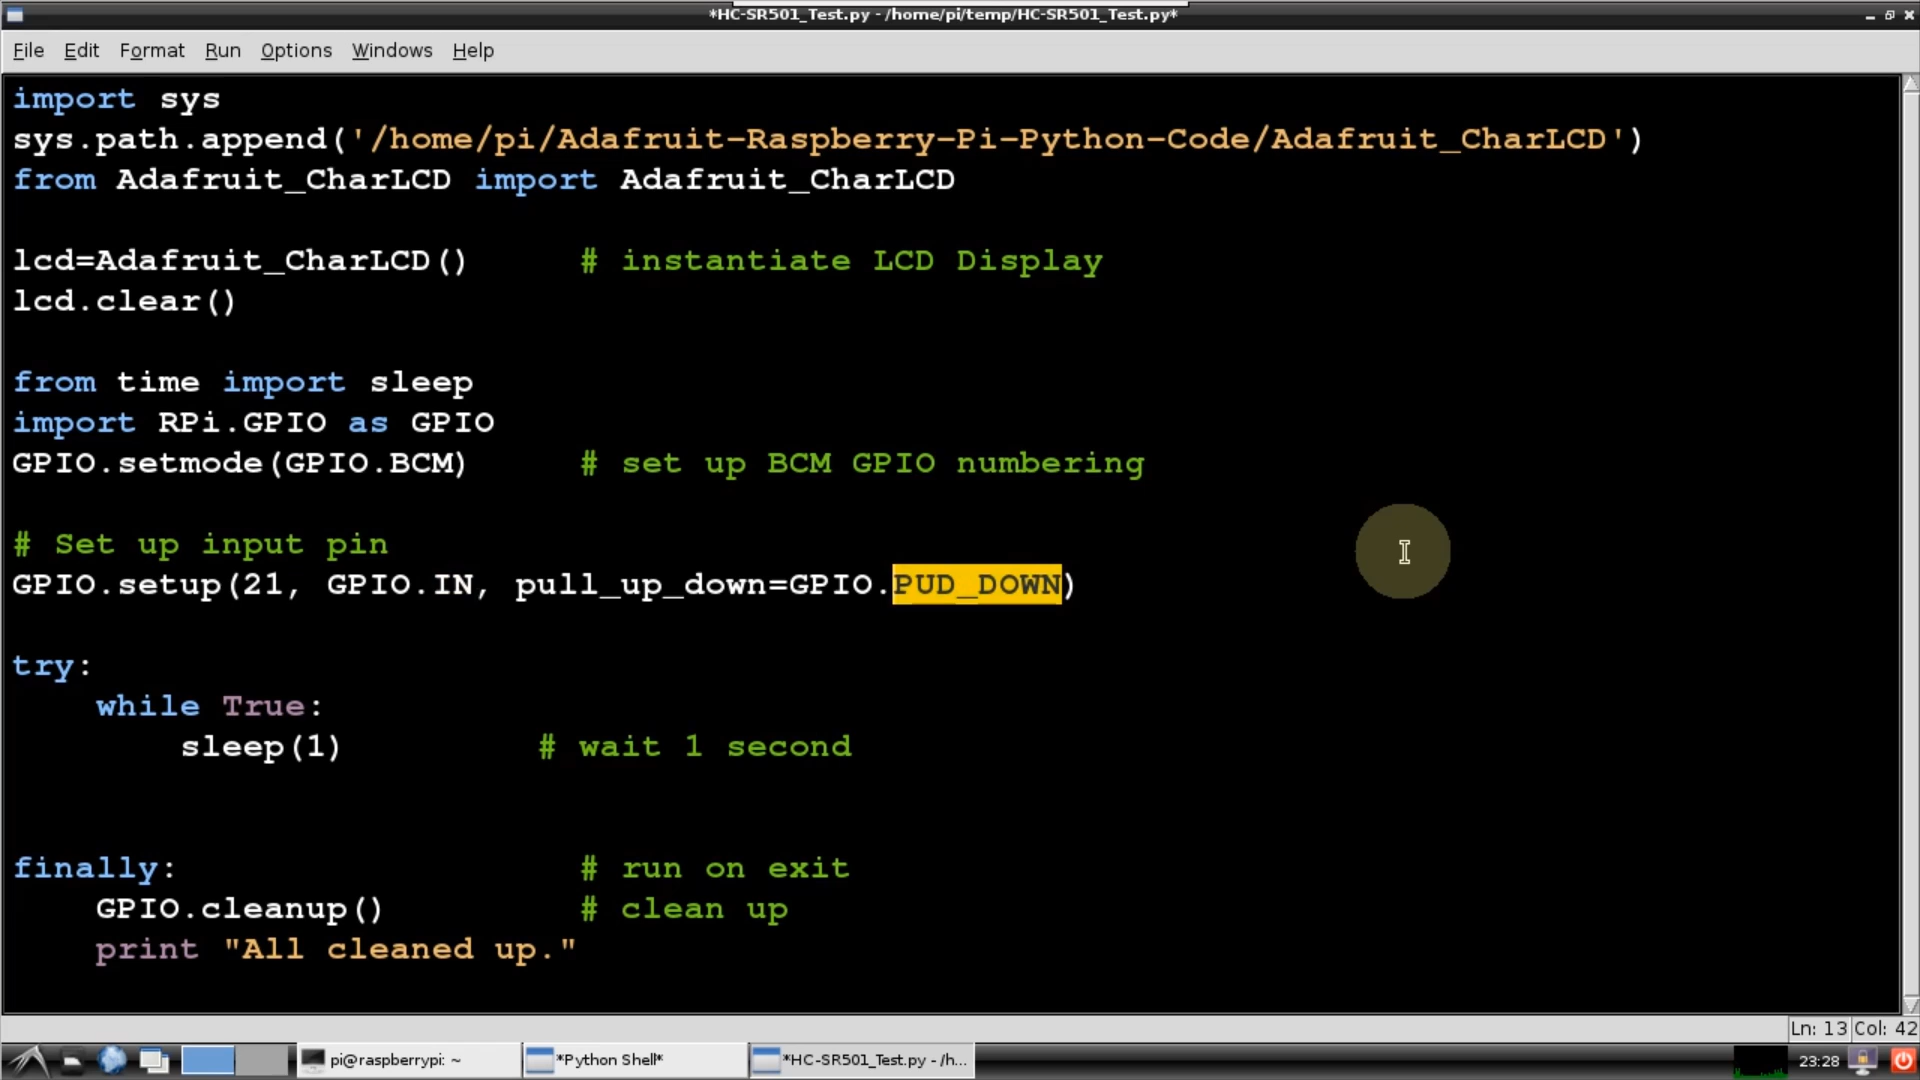 *HC-SR501_Test.py - /home/pi/temp/HC-SR501_Test.py*
File Edit Format Run Options Windows Help
import sys
sys.path.append('/home/pi/Adafruit-Raspberry-Pi-Python-Code/Adafruit_CharLCD')
from Adafruit_CharLCD import Adafruit_CharLCD
lcd=Adafruit_CharLCD() # instantiate LCD Display
lcd.clear()
from time import sleep
import RPi.GPIO as GPIO
GPIO.setmode(GPIO.BCM) # set up BCM GPIO numbering
# Set up input pin
GPIO.setup(21, GPIO.IN, pull_up_down=GPIO.PUD_DOWN)
try:
while True:
sleep(1) # wait 1 second
finally: # run on exit
GPIO.cleanup() # clean up
print "All cleaned up."
Ln: 13 Col: 42
pi@raspberrypi: ~ *Python Shell* *HC-SR501_Test.py - /h... 23:28